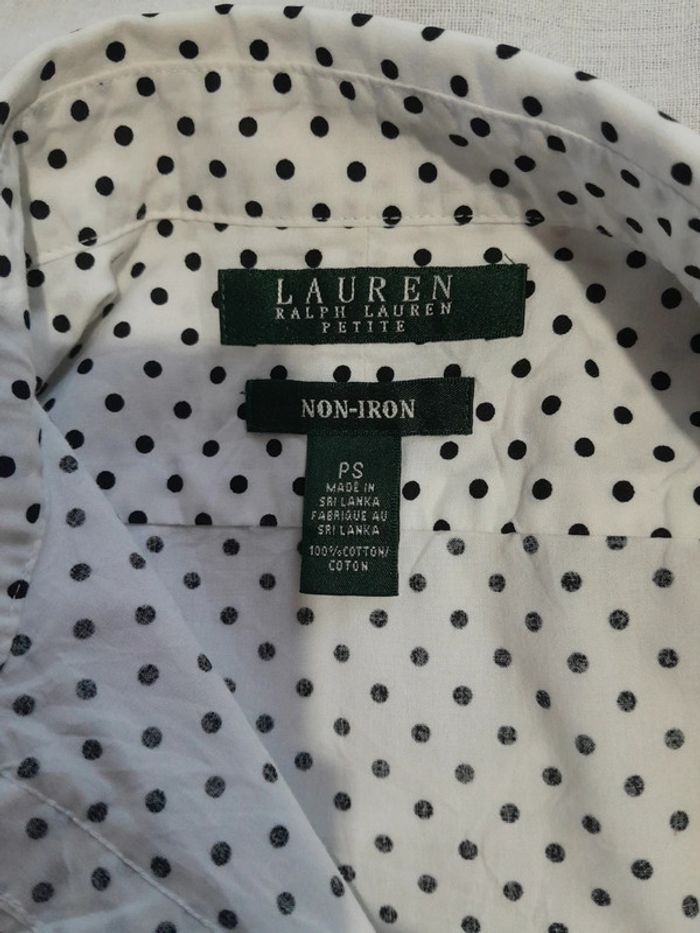 LAUREN
RALPH LAUREN
PETITE
NON-IRON
PS
MADE IN
SRI LANKA
FABRIQUE AU
SRI LANKA
100%COTTON/
COTON